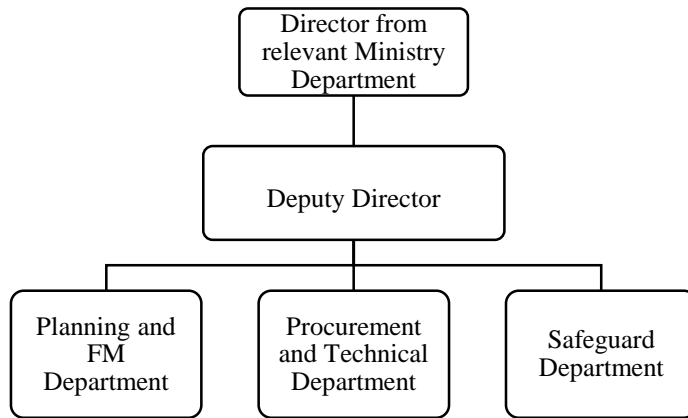 Director from
relevant Ministry
Department
Deputy Director
Planning and
FM
Department
Procurement
and Technical
Department
Safeguard
Department